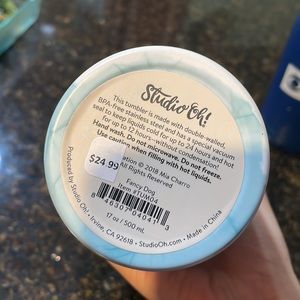 Studio Oh!
This tumbler is made with double-walled,
BPA-free stainless steel and has a special vacuum
seal to keep liquids cold for up to 24 hours and hot
for up to 12 hours—without condensation!
Hand wash. Do not microwave. Do not freeze.
Use caution when filling with hot liquids.
$24.99
ation © 2018 Mia Charro
All Rights Reserved
Fancy Dog
Item #TUM04
17 oz / 500 mL
Produced by Studio Oh! • Irvine, CA 92618 • StudioOh.com • Made in China